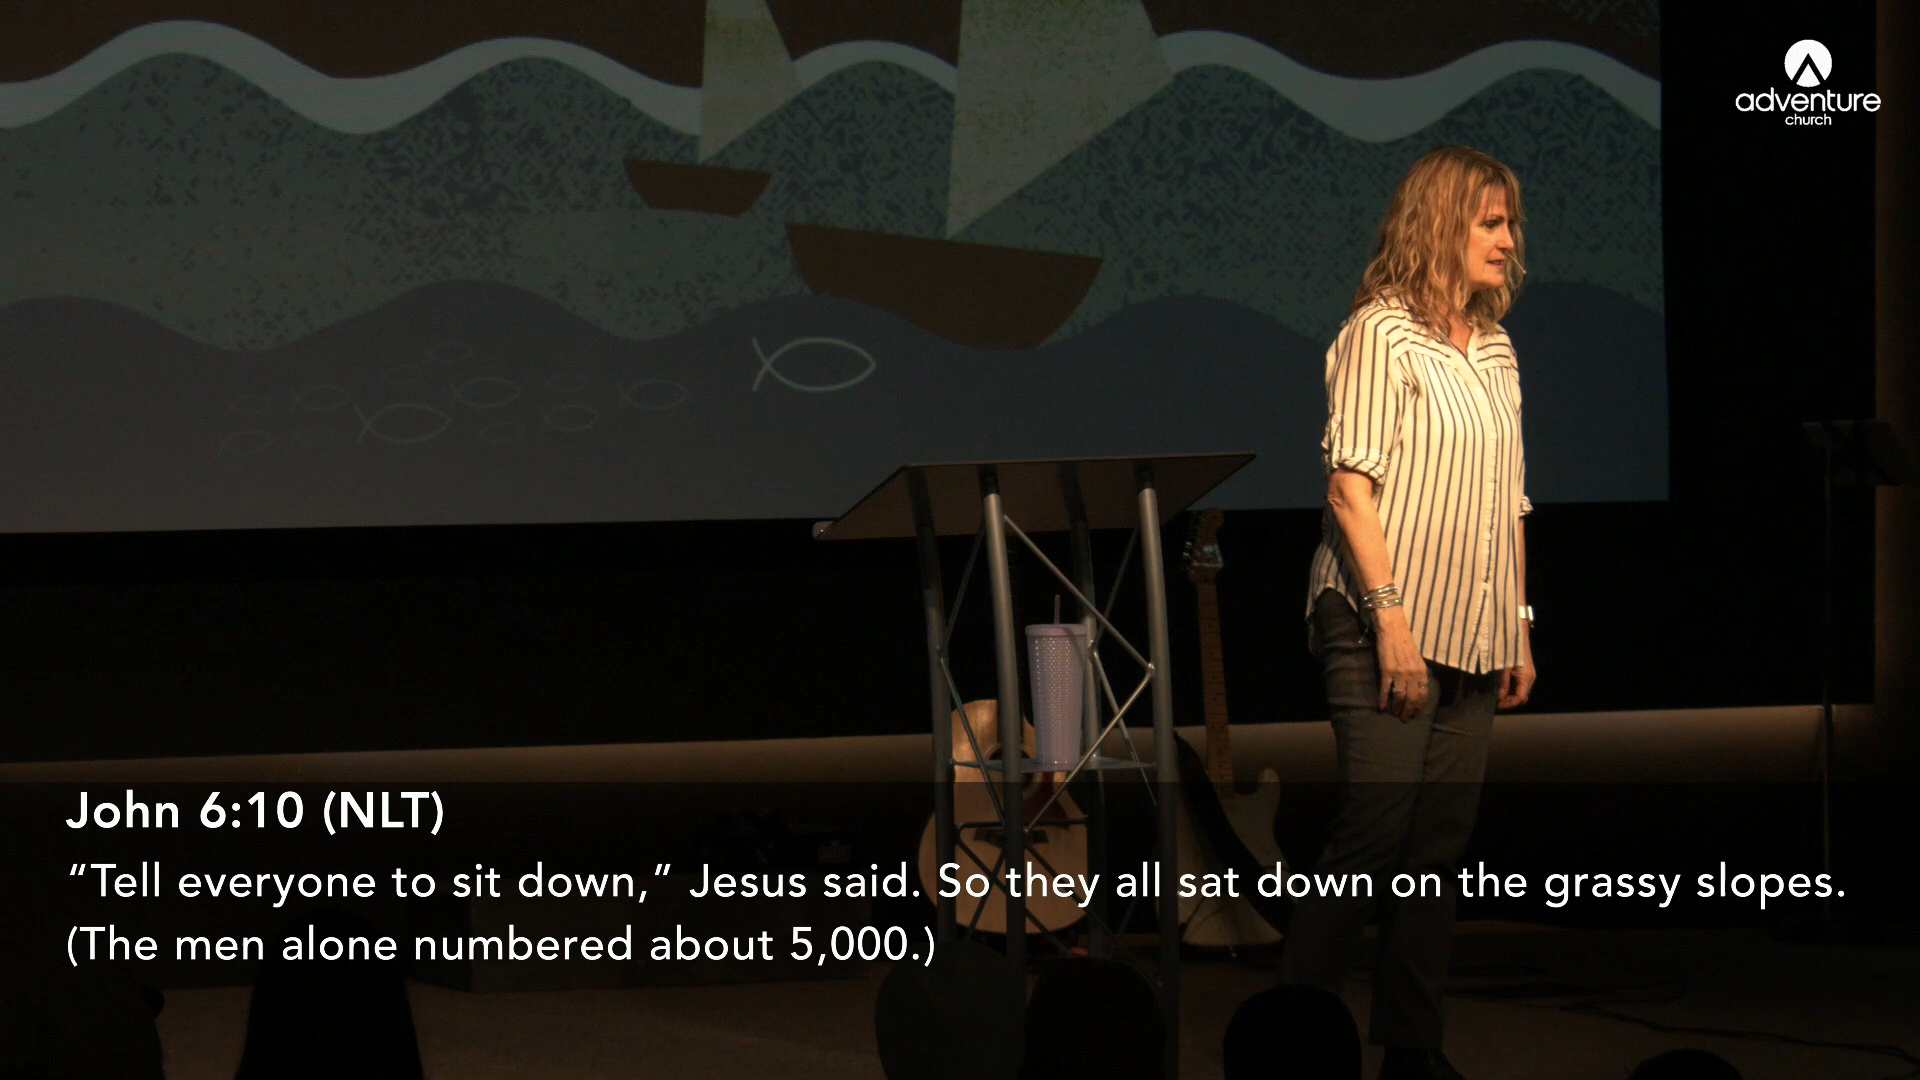 adventure
church
John 6:10 (NLT)
“Tell everyone to sit down,” Jesus said. So they all sat down on the grassy slopes.
(The men alone numbered about 5,000.)